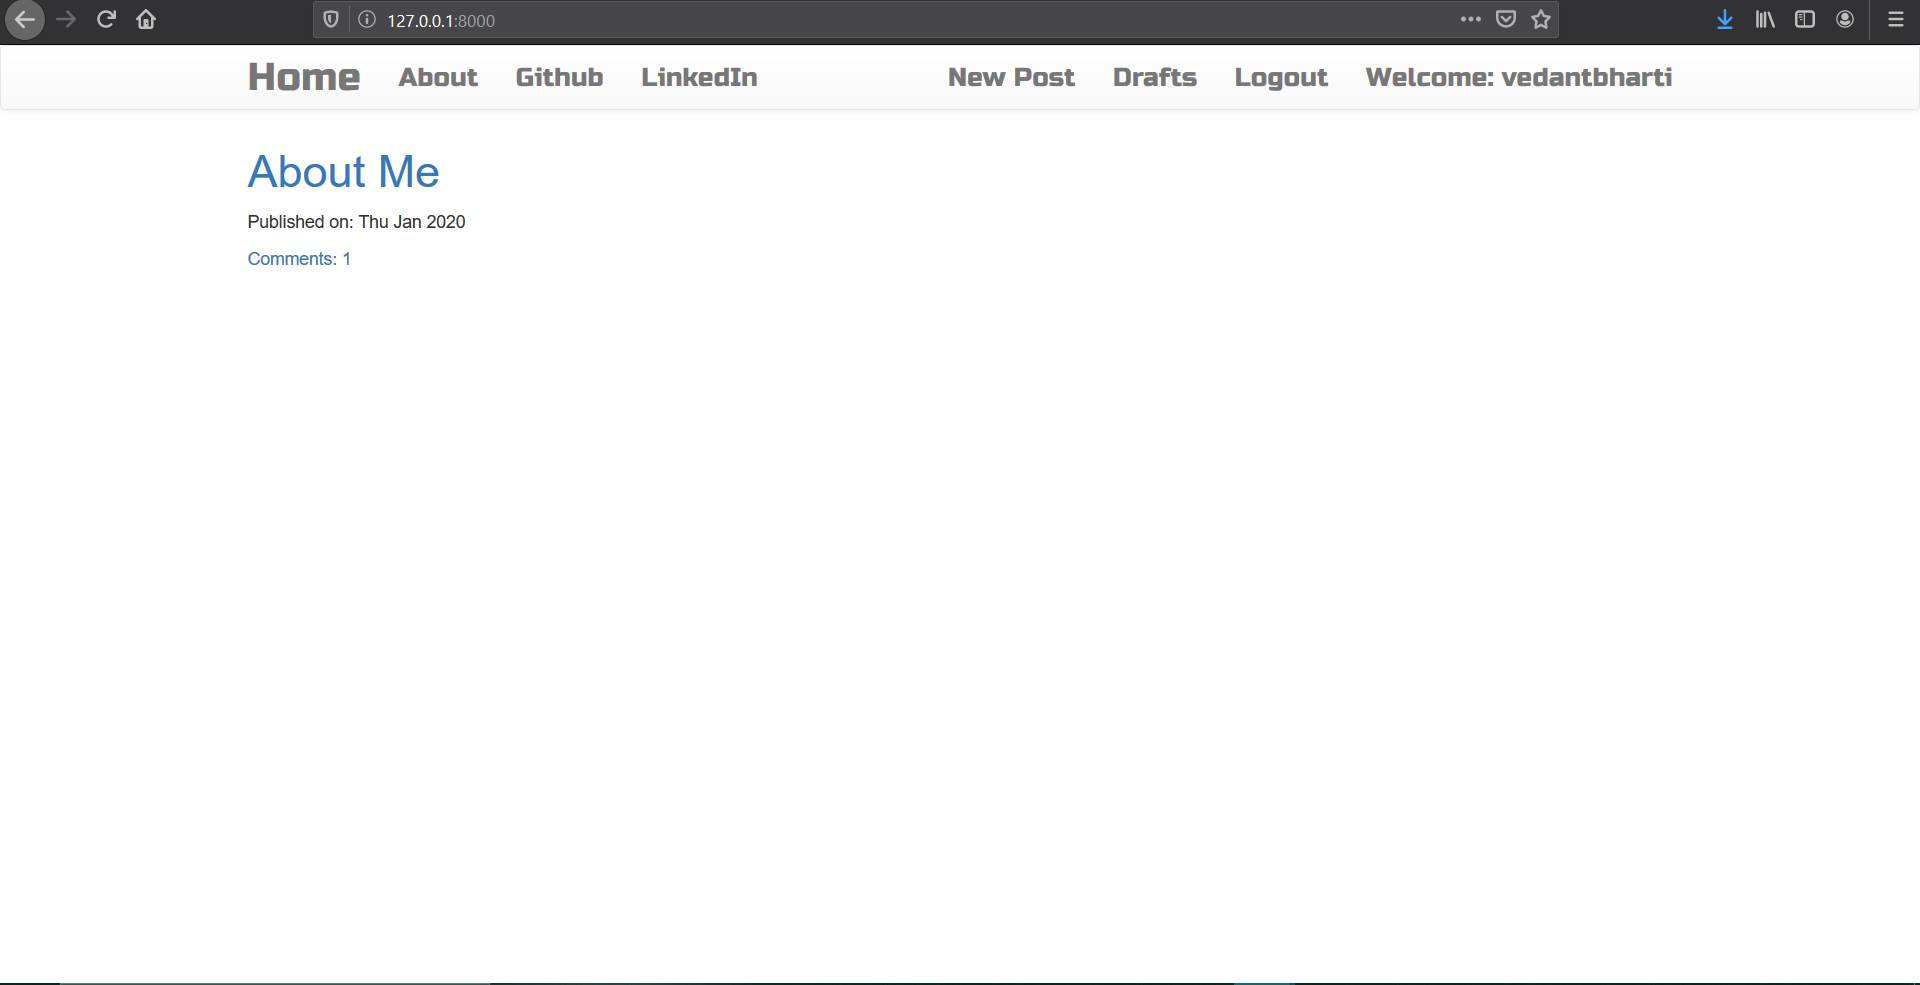 127.0.0.1:8000
Home About Github LinkedIn New Post Drafts Logout Welcome: vedantbharti
About Me
Published on: Thu Jan 2020
Comments: 1